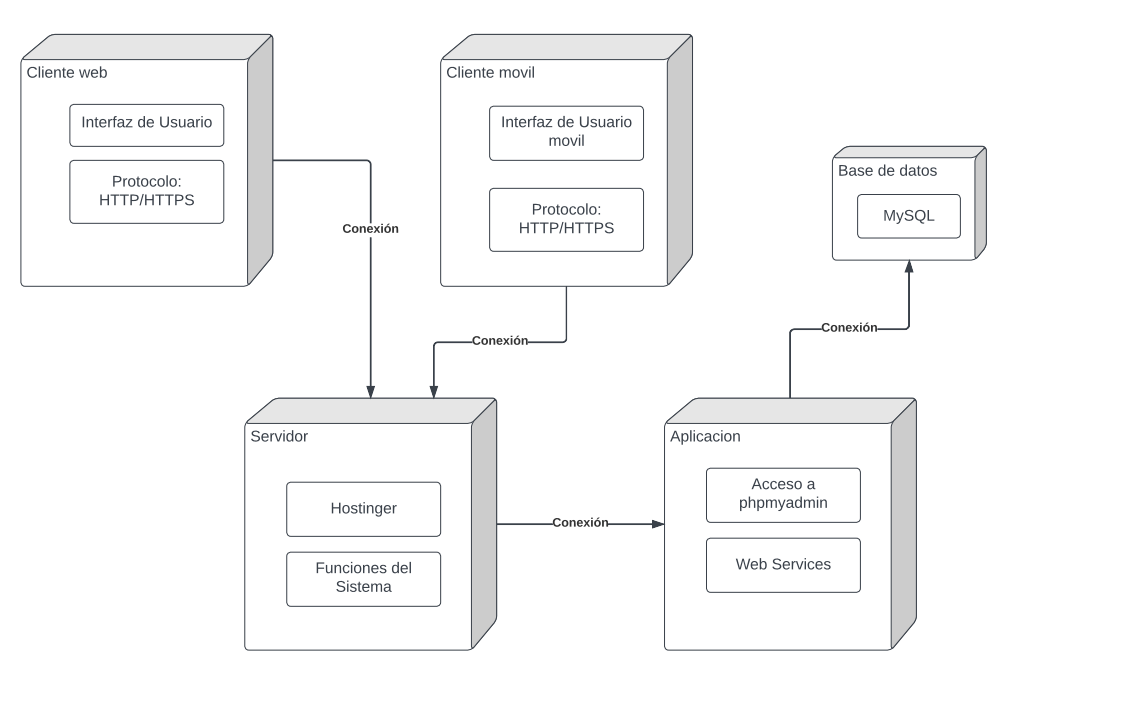 Cliente web
Interfaz de Usuario
Protocolo:
HTTP/HTTPS
Cliente movil
Interfaz de Usuario
movil
Protocolo:
HTTP/HTTPS
Base de datos
MySQL
Conexión
Conexión
Conexión
Servidor
Hostinger
Funciones del
Sistema
Conexión
Aplicacion
Acceso a
phpmyadmin
Web Services